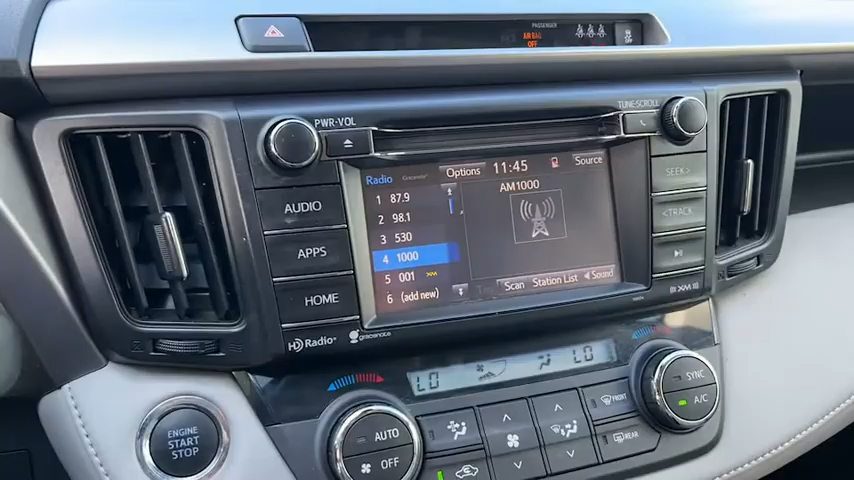 PASSENGER
AIR BAG
OFF
PWR·VOL
TUNE·SCROLL
Radio
Gracenote
Options
11:45
Source
AM1000
1 87.9
2 98.1
3 530
4 1000
5 001
6 (add new)
Scan
Station List
Sound
AUDIO
APPS
HOME
SEEK>
<TRACK
HD Radio
gracenote
((XM))
LO
LO
ENGINE
START
STOP
AUTO
OFF
SYNC
A/C
FRONT
REAR